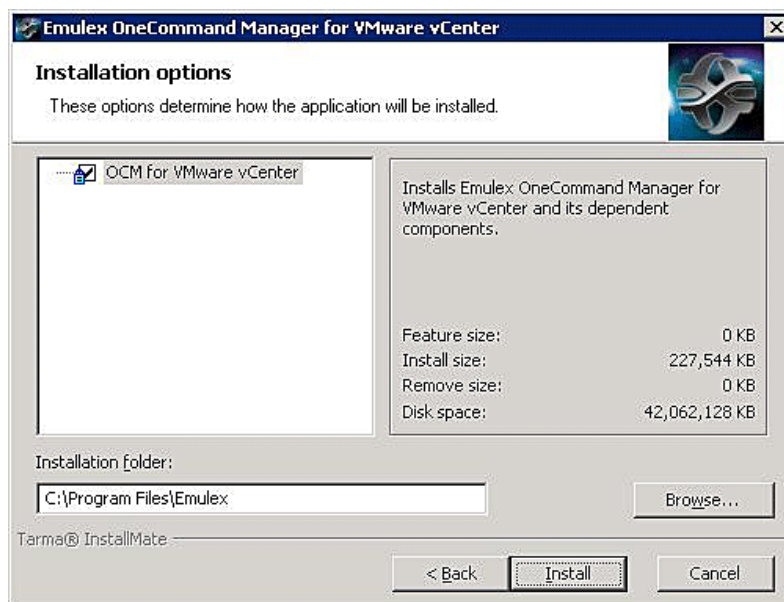 Emulex OneCommand Manager for VMware vCenter
Installation options
These options determine how the application will be installed.
OCM for VMware vCenter
Installs Emulex OneCommand Manager for
VMware vCenter and its dependent
components.
Feature size: 0 KB
Install size: 227,544 KB
Remove size: 0 KB
Disk space: 42,062,128 KB
Installation folder:
C:\Program Files\Emulex
Browse...
Tarma® InstallMate
< Back
Install
Cancel